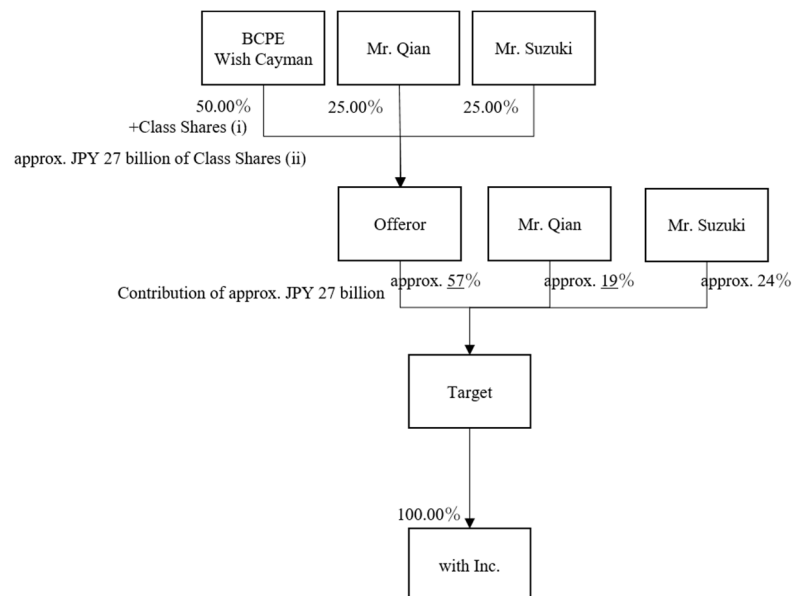 BCPE
Wish Cayman
Mr. Qian
Mr. Suzuki
50.00%
+Class Shares (i)
25.00%
25.00%
approx. JPY 27 billion of Class Shares (ii)
Offeror
Mr. Qian
Mr. Suzuki
Contribution of approx. JPY 27 billion
approx. 57%
approx. 19%
approx. 24%
Target
100.00%
with Inc.